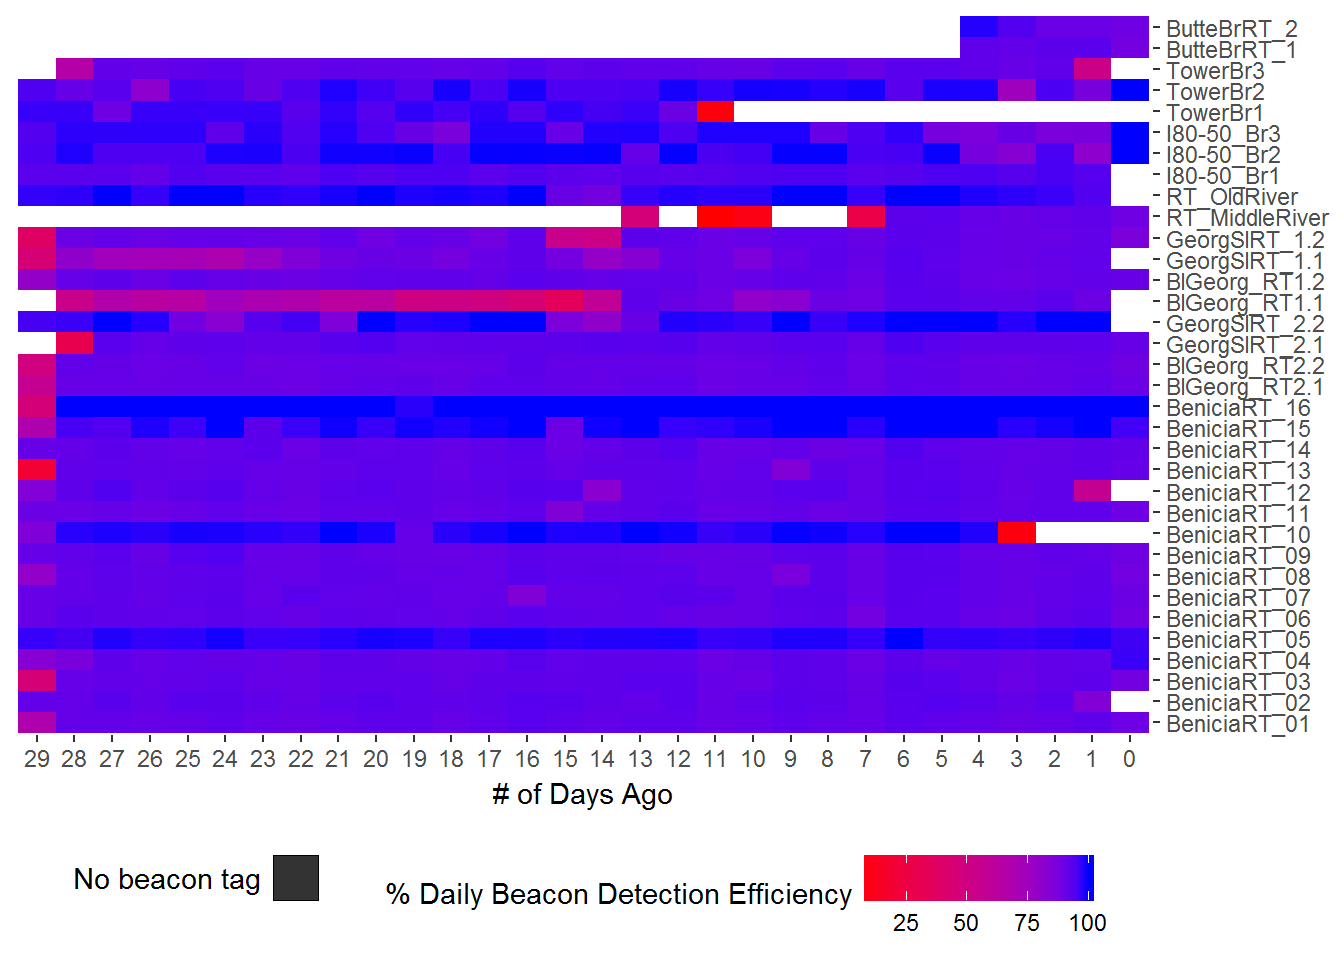 ButteBrRT_2
ButteBrRT_1
TowerBr3
TowerBr2
TowerBr1
I80-50_Br3
I80-50_Br2
I80-50_Br1
RT_OldRiver
RT_MiddleRiver
GeorgSlRT_1.2
GeorgSlRT_1.1
BlGeorg_RT1.2
BlGeorg_RT1.1
GeorgSlRT_2.2
GeorgSlRT_2.1
BlGeorg_RT2.2
BlGeorg_RT2.1
BeniciaRT_16
BeniciaRT_15
BeniciaRT_14
BeniciaRT_13
BeniciaRT_12
BeniciaRT_11
BeniciaRT_10
BeniciaRT_09
BeniciaRT_08
BeniciaRT_07
BeniciaRT_06
BeniciaRT_05
BeniciaRT_04
BeniciaRT_03
BeniciaRT_02
BeniciaRT_01
29 28 27 26 25 24 23 22 21 20 19 18 17 16 15 14 13 12 11 10 9 8 7 6 5 4 3 2 1 0
# of Days Ago
No beacon tag
% Daily Beacon Detection Efficiency
25 50 75 100